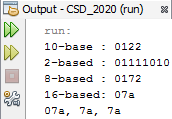 Output - CSD_2020 (run)
run:
10-base : 0122
2-based : 01111010
8-based : 0172
16-based: 07a
07a, 7a, 7a